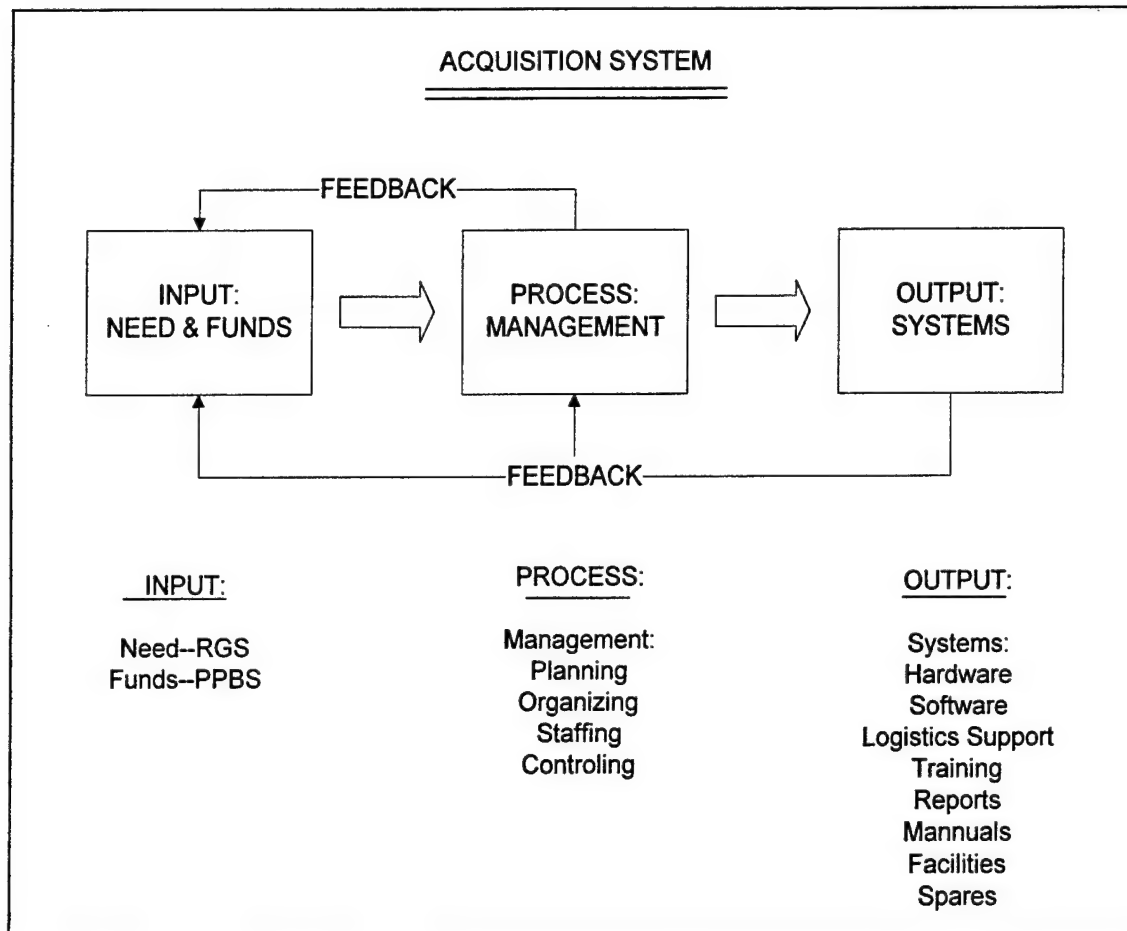 ACQUISITION SYSTEM
FEEDBACK
INPUT:
NEED & FUNDS
PROCESS:
MANAGEMENT
OUTPUT:
SYSTEMS
FEEDBACK
INPUT:
Need--RGS
Funds--PPBS
PROCESS:
Management:
Planning
Organizing
Staffing
Controling
OUTPUT:
Systems:
Hardware
Software
Logistics Support
Training
Reports
Mannuals
Facilities
Spares